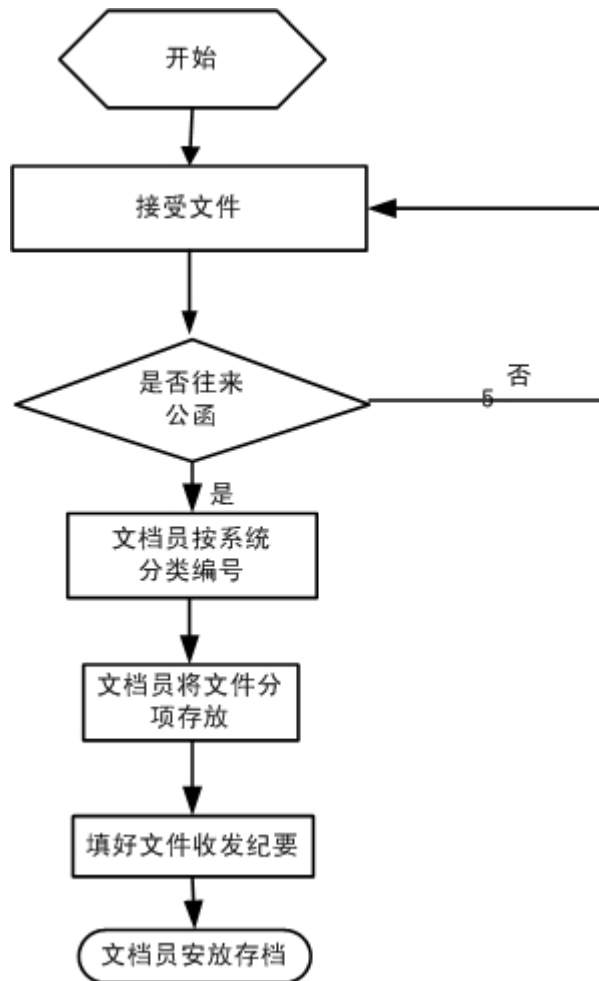 开始
接受文件
是否往来
公函
否
5
是
文档员按系统
分类编号
文档员将文件分
项存放
填好文件收发纪要
文档员安放存档